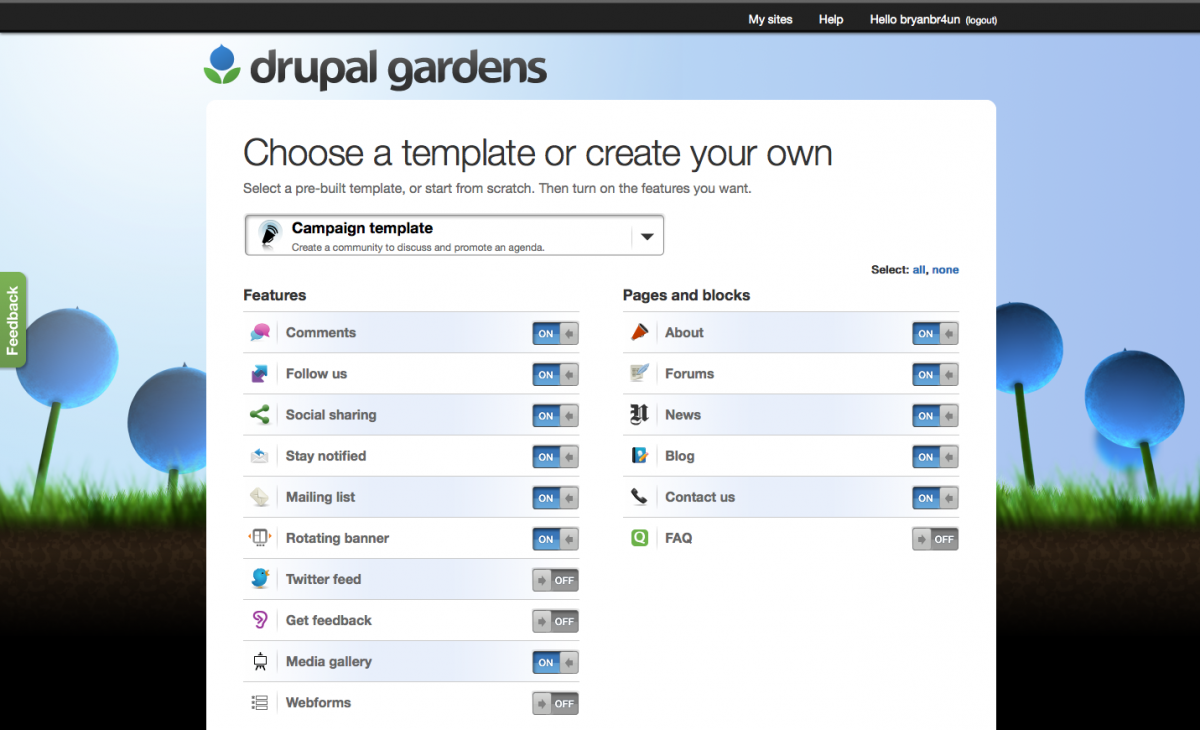 My sites Help Hello bryanbr4un (logout)
drupal gardens
Choose a template or create your own
Select a pre-built template, or start from scratch. Then turn on the features you want.
Campaign template
Create a community to discuss and promote an agenda.
Select: all, none
Feedback
Features
Comments ON
Follow us ON
Social sharing ON
Stay notified ON
Mailing list ON
Rotating banner ON
Twitter feed OFF
Get feedback OFF
Media gallery ON
Webforms OFF
Pages and blocks
About ON
Forums ON
News ON
Blog ON
Contact us ON
FAQ OFF